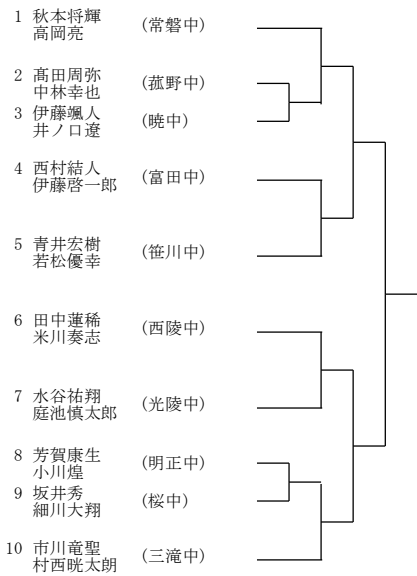 1 秋本将輝
高岡亮 (常磐中)
2 髙田周弥
中林幸也 (菰野中)
3 伊藤颯人
井ノ口遼 (暁中)
4 西村結人
伊藤啓一郎 (富田中)
5 青井宏樹
若松優幸 (笹川中)
6 田中蓮稀
米川奏志 (西陵中)
7 水谷祐翔
庭池慎太郎 (光陵中)
8 芳賀康生
小川煌 (明正中)
9 坂井秀
細川大翔 (桜中)
10 市川竜聖
村西晄太朗 (三滝中)